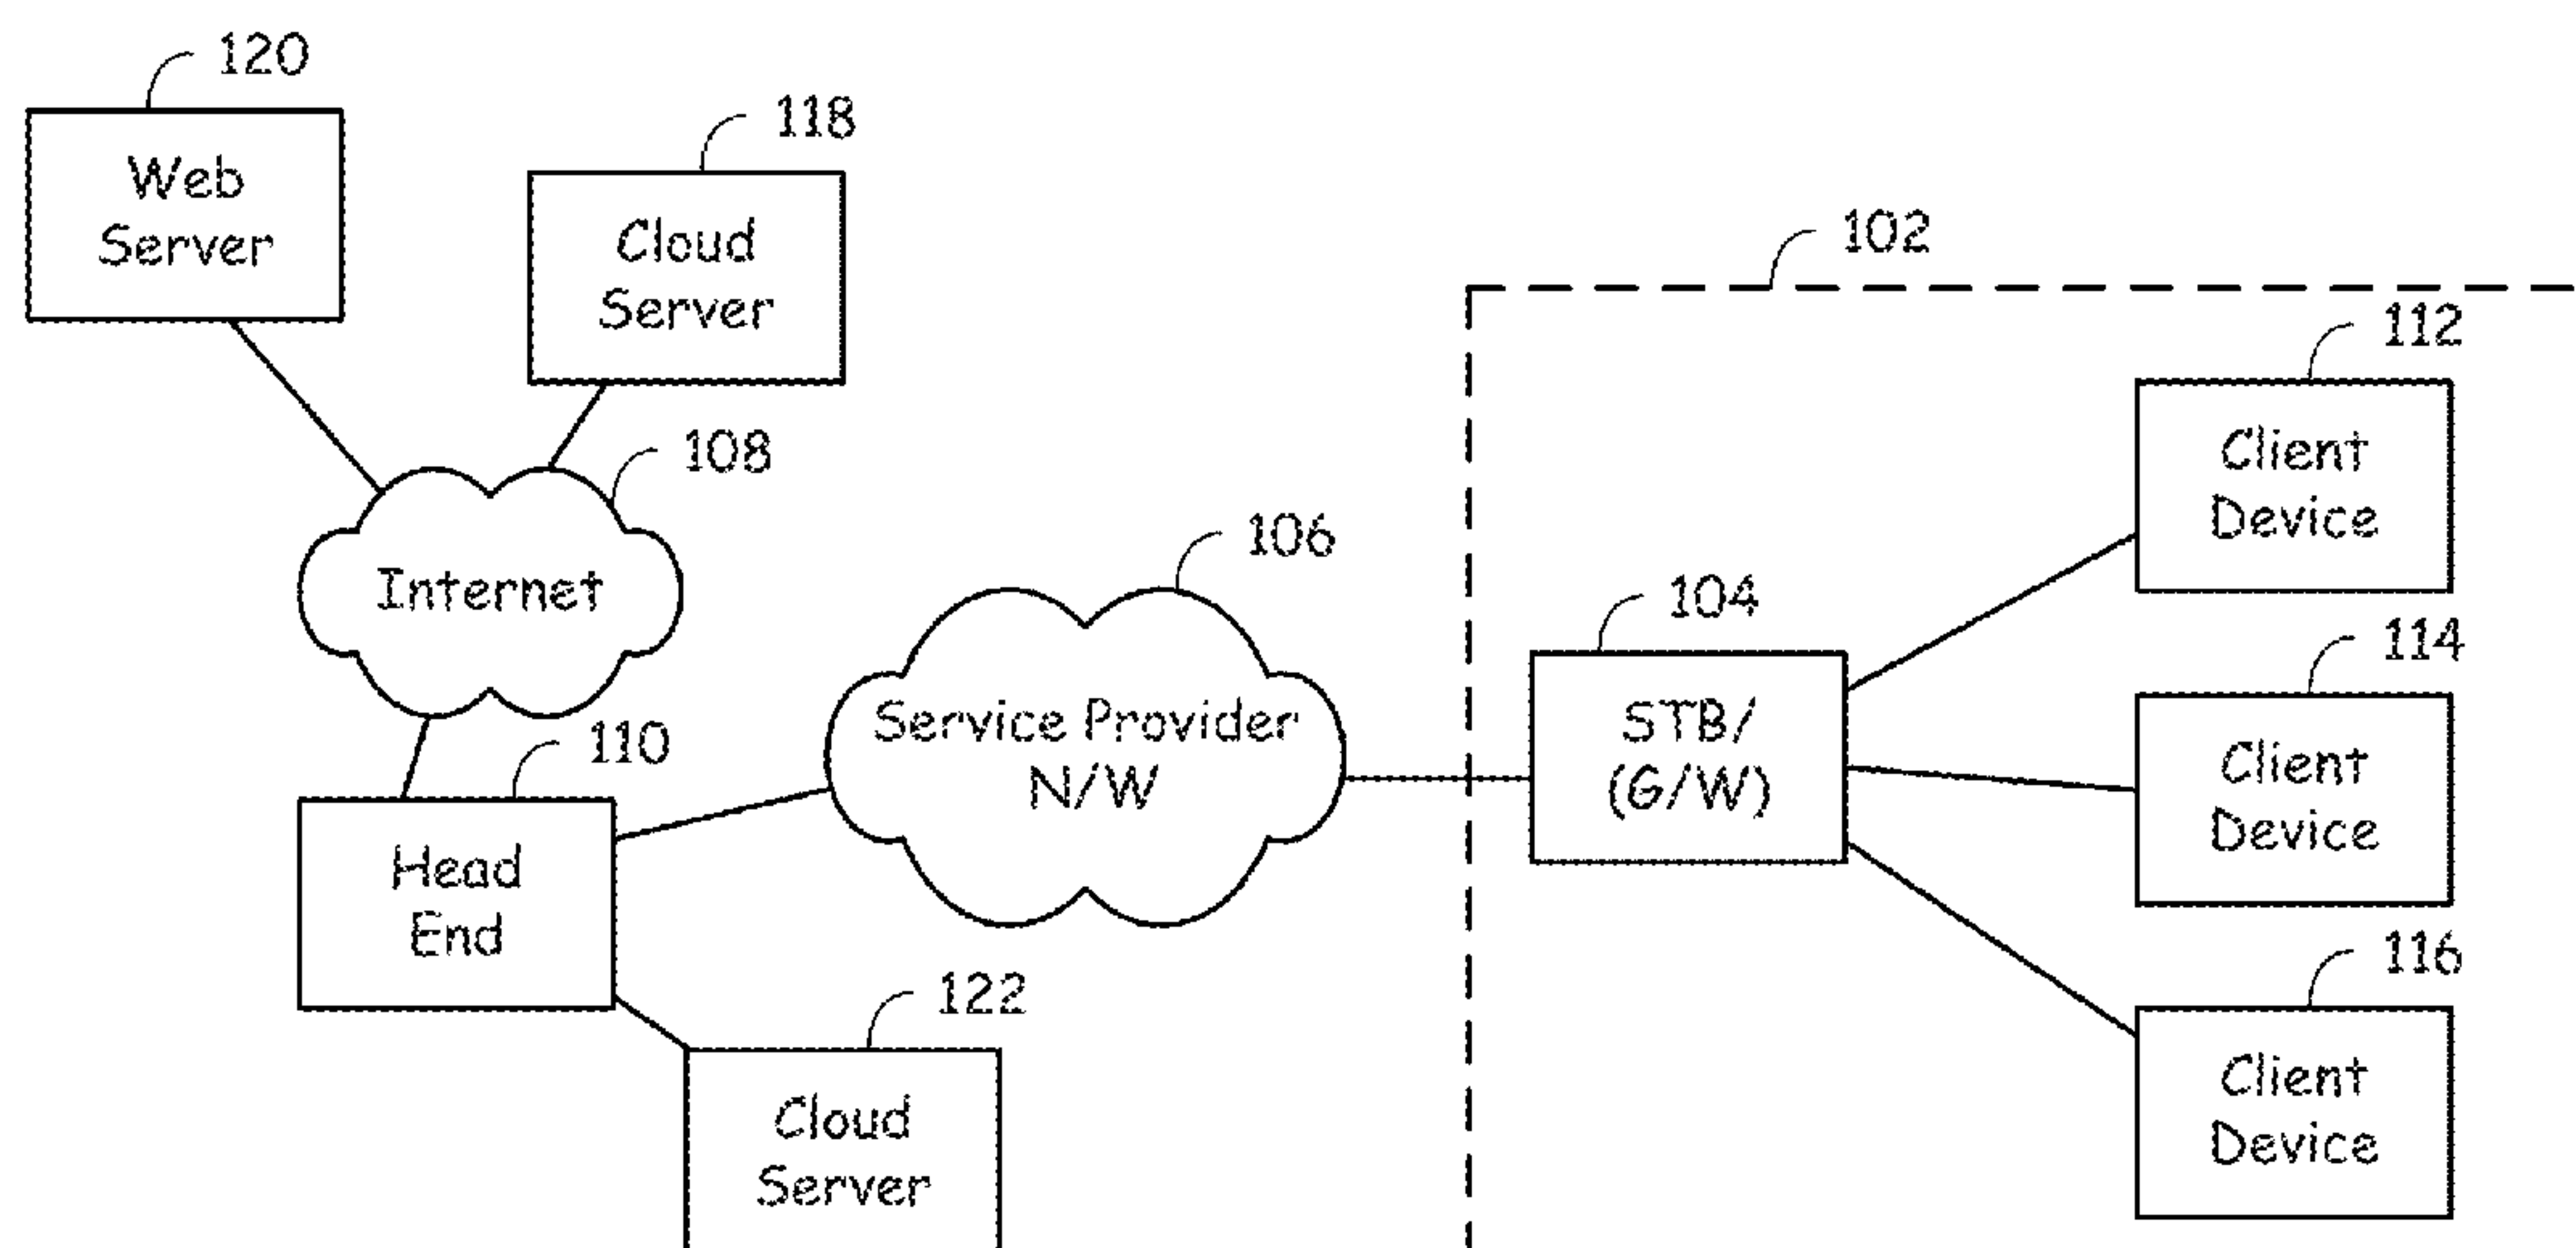 120
Web
Server
118
Cloud
Server
108
Internet
106
Service Provider
N/W
110
Head
End
122
Cloud
Server
102
104
STB/
(G/W)
112
Client
Device
114
Client
Device
116
Client
Device